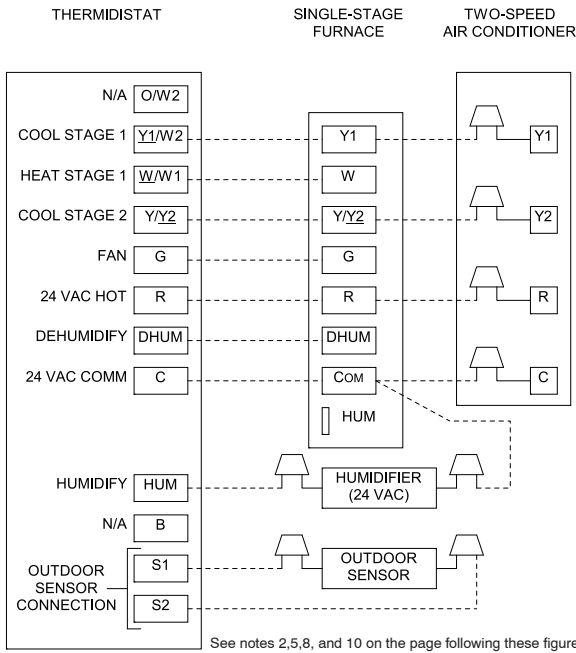 THERMIDISTAT
SINGLE-STAGE
FURNACE
TWO-SPEED
AIR CONDITIONER
N/A O/W2
COOL STAGE 1 Y1/W2 Y1 Y1
HEAT STAGE 1 W/W1 W
COOL STAGE 2 Y/Y2 Y/Y2 Y2
FAN G G
24 VAC HOT R R R
DEHUMIDIFY DHUM DHUM
24 VAC COMM C COM C
HUM
HUMIDIFY HUM HUMIDIFIER
(24 VAC)
N/A B
OUTDOOR
SENSOR
CONNECTION
S1
S2
OUTDOOR
SENSOR
See notes 2,5,8, and 10 on the page following these figure